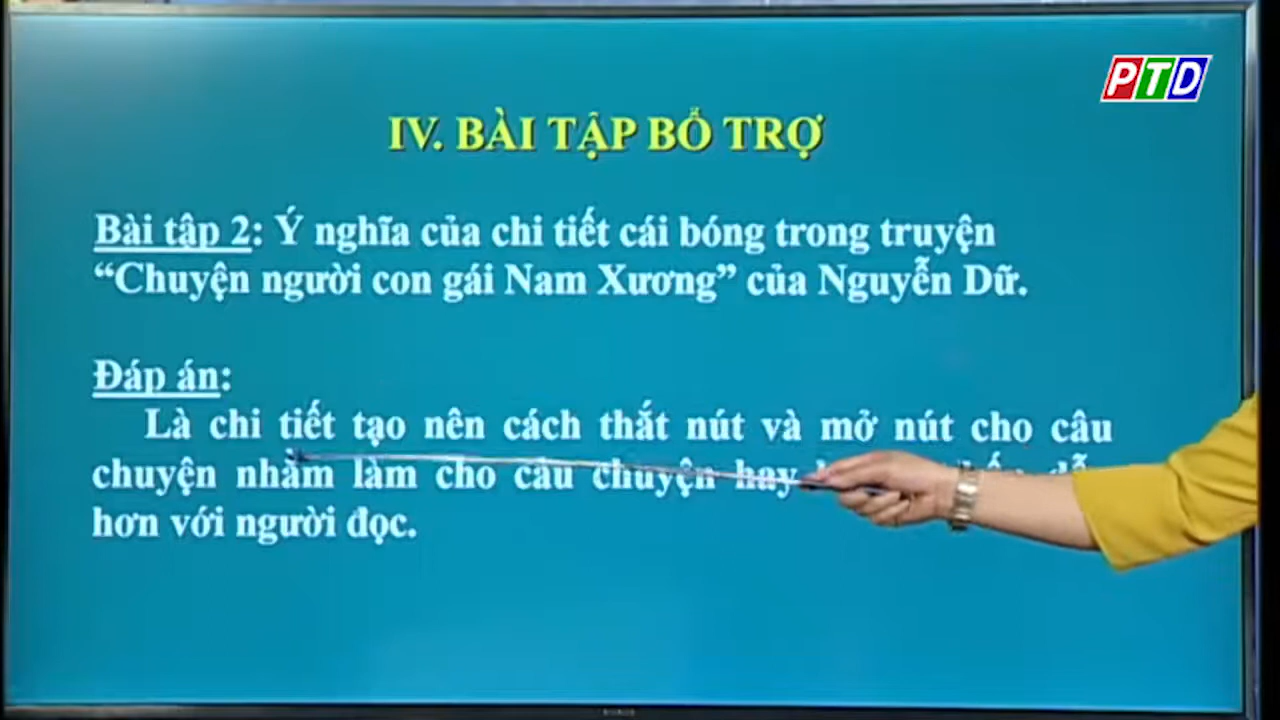 PTD
IV. BÀI TẬP BỔ TRỢ
Bài tập 2: Ý nghĩa của chi tiết cái bóng trong truyện
“Chuyện người con gái Nam Xương” của Nguyễn Dữ.
Đáp án:
Là chi tiết tạo nên cách thắt nút và mở nút cho câu
chuyện nhằm làm cho câu chuyện hay
hơn với người đọc.